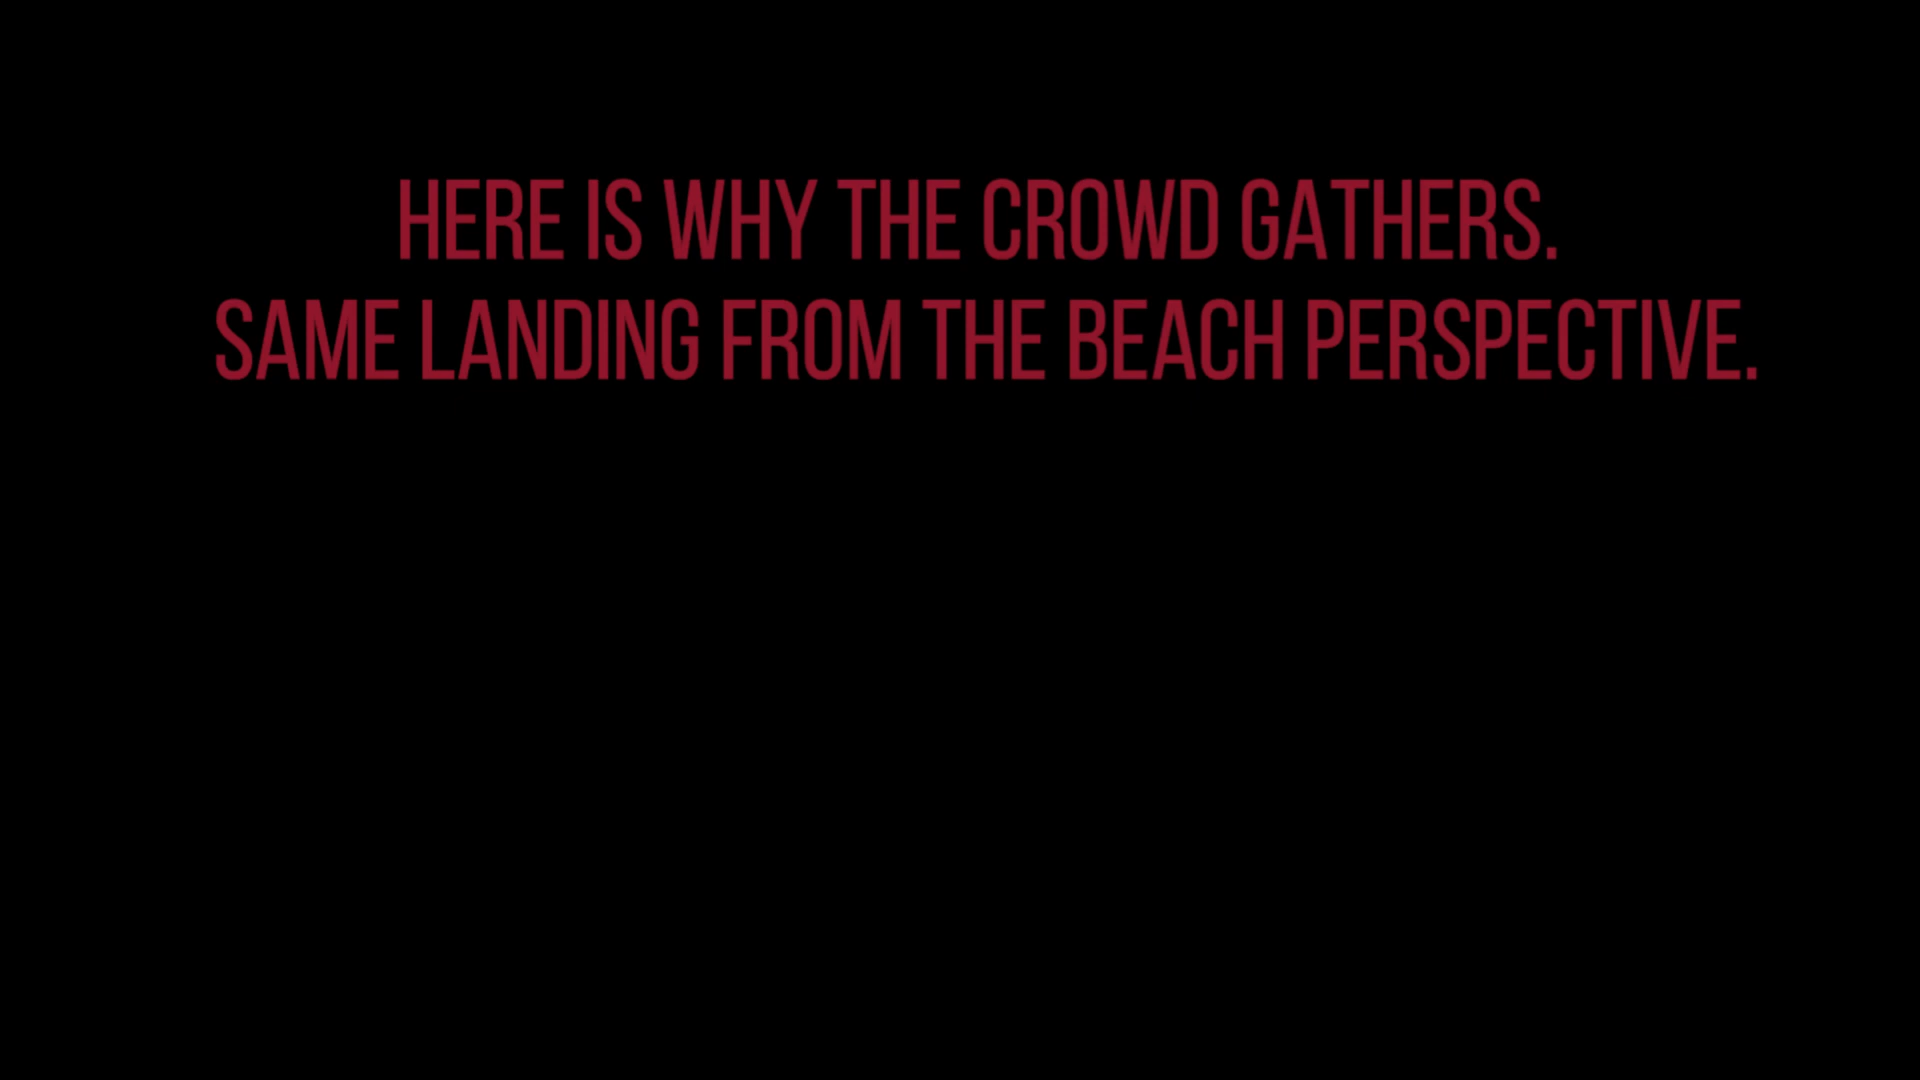 HERE IS WHY THE CROWD GATHERS.
SAME LANDING FROM THE BEACH PERSPECTIVE.